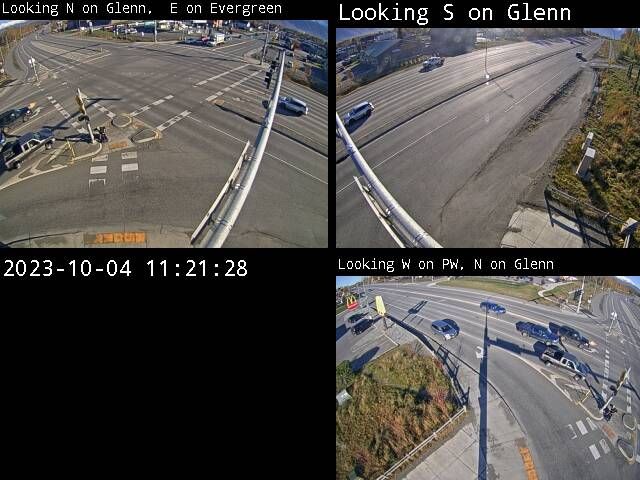 Looking N on Glenn, E on Evergreen
Looking S on Glenn
2023-10-04 11:21:28
Looking W on PW, N on Glenn